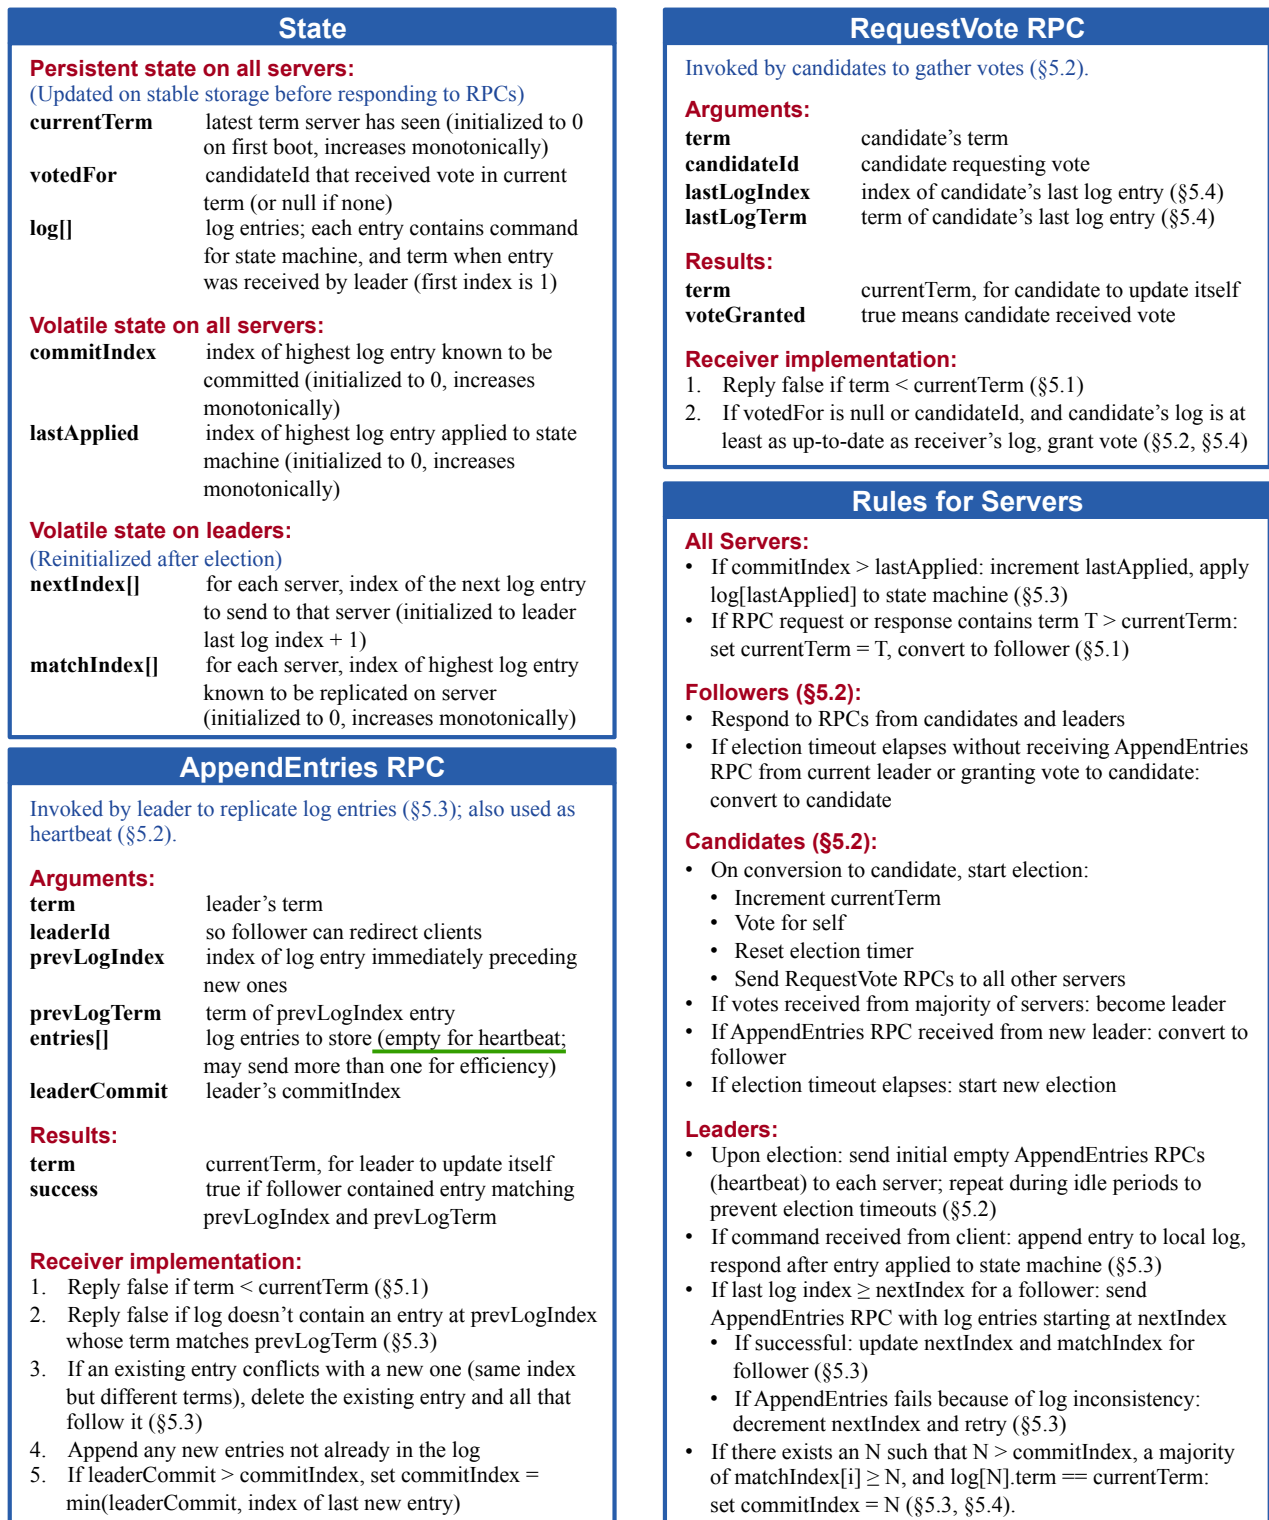 State
Persistent state on all servers:
(Updated on stable storage before responding to RPCs)
currentTerm latest term server has seen (initialized to 0
on first boot, increases monotonically)
votedFor candidateId that received vote in current
term (or null if none)
log[] log entries; each entry contains command
for state machine, and term when entry
was received by leader (first index is 1)
Volatile state on all servers:
commitIndex index of highest log entry known to be
committed (initialized to 0, increases
monotonically)
lastApplied index of highest log entry applied to state
machine (initialized to 0, increases
monotonically)
Volatile state on leaders:
(Reinitialized after election)
nextIndex[] for each server, index of the next log entry
to send to that server (initialized to leader
last log index + 1)
matchIndex[] for each server, index of highest log entry
known to be replicated on server
(initialized to 0, increases monotonically)
AppendEntries RPC
Invoked by leader to replicate log entries (§5.3); also used as
heartbeat (§5.2).
Arguments:
term leader’s term
leaderId so follower can redirect clients
prevLogIndex index of log entry immediately preceding
new ones
prevLogTerm term of prevLogIndex entry
entries[] log entries to store (empty for heartbeat;
may send more than one for efficiency)
leaderCommit leader’s commitIndex
Results:
term currentTerm, for leader to update itself
success true if follower contained entry matching
prevLogIndex and prevLogTerm
Receiver implementation:
1. Reply false if term < currentTerm (§5.1)
2. Reply false if log doesn’t contain an entry at prevLogIndex
whose term matches prevLogTerm (§5.3)
3. If an existing entry conflicts with a new one (same index
but different terms), delete the existing entry and all that
follow it (§5.3)
4. Append any new entries not already in the log
5. If leaderCommit > commitIndex, set commitIndex =
min(leaderCommit, index of last new entry)
RequestVote RPC
Invoked by candidates to gather votes (§5.2).
Arguments:
term candidate’s term
candidateId candidate requesting vote
lastLogIndex index of candidate’s last log entry (§5.4)
lastLogTerm term of candidate’s last log entry (§5.4)
Results:
term currentTerm, for candidate to update itself
voteGranted true means candidate received vote
Receiver implementation:
1. Reply false if term < currentTerm (§5.1)
2. If votedFor is null or candidateId, and candidate’s log is at
least as up-to-date as receiver’s log, grant vote (§5.2, §5.4)
Rules for Servers
All Servers:
• If commitIndex > lastApplied: increment lastApplied, apply
log[lastApplied] to state machine (§5.3)
• If RPC request or response contains term T > currentTerm:
set currentTerm = T, convert to follower (§5.1)
Followers (§5.2):
• Respond to RPCs from candidates and leaders
• If election timeout elapses without receiving AppendEntries
RPC from current leader or granting vote to candidate:
convert to candidate
Candidates (§5.2):
• On conversion to candidate, start election:
• Increment currentTerm
• Vote for self
• Reset election timer
• Send RequestVote RPCs to all other servers
• If votes received from majority of servers: become leader
• If AppendEntries RPC received from new leader: convert to
follower
• If election timeout elapses: start new election
Leaders:
• Upon election: send initial empty AppendEntries RPCs
(heartbeat) to each server; repeat during idle periods to
prevent election timeouts (§5.2)
• If command received from client: append entry to local log,
respond after entry applied to state machine (§5.3)
• If last log index ≥ nextIndex for a follower: send
AppendEntries RPC with log entries starting at nextIndex
• If successful: update nextIndex and matchIndex for
follower (§5.3)
• If AppendEntries fails because of log inconsistency:
decrement nextIndex and retry (§5.3)
• If there exists an N such that N > commitIndex, a majority
of matchIndex[i] ≥ N, and log[N].term == currentTerm:
set commitIndex = N (§5.3, §5.4).